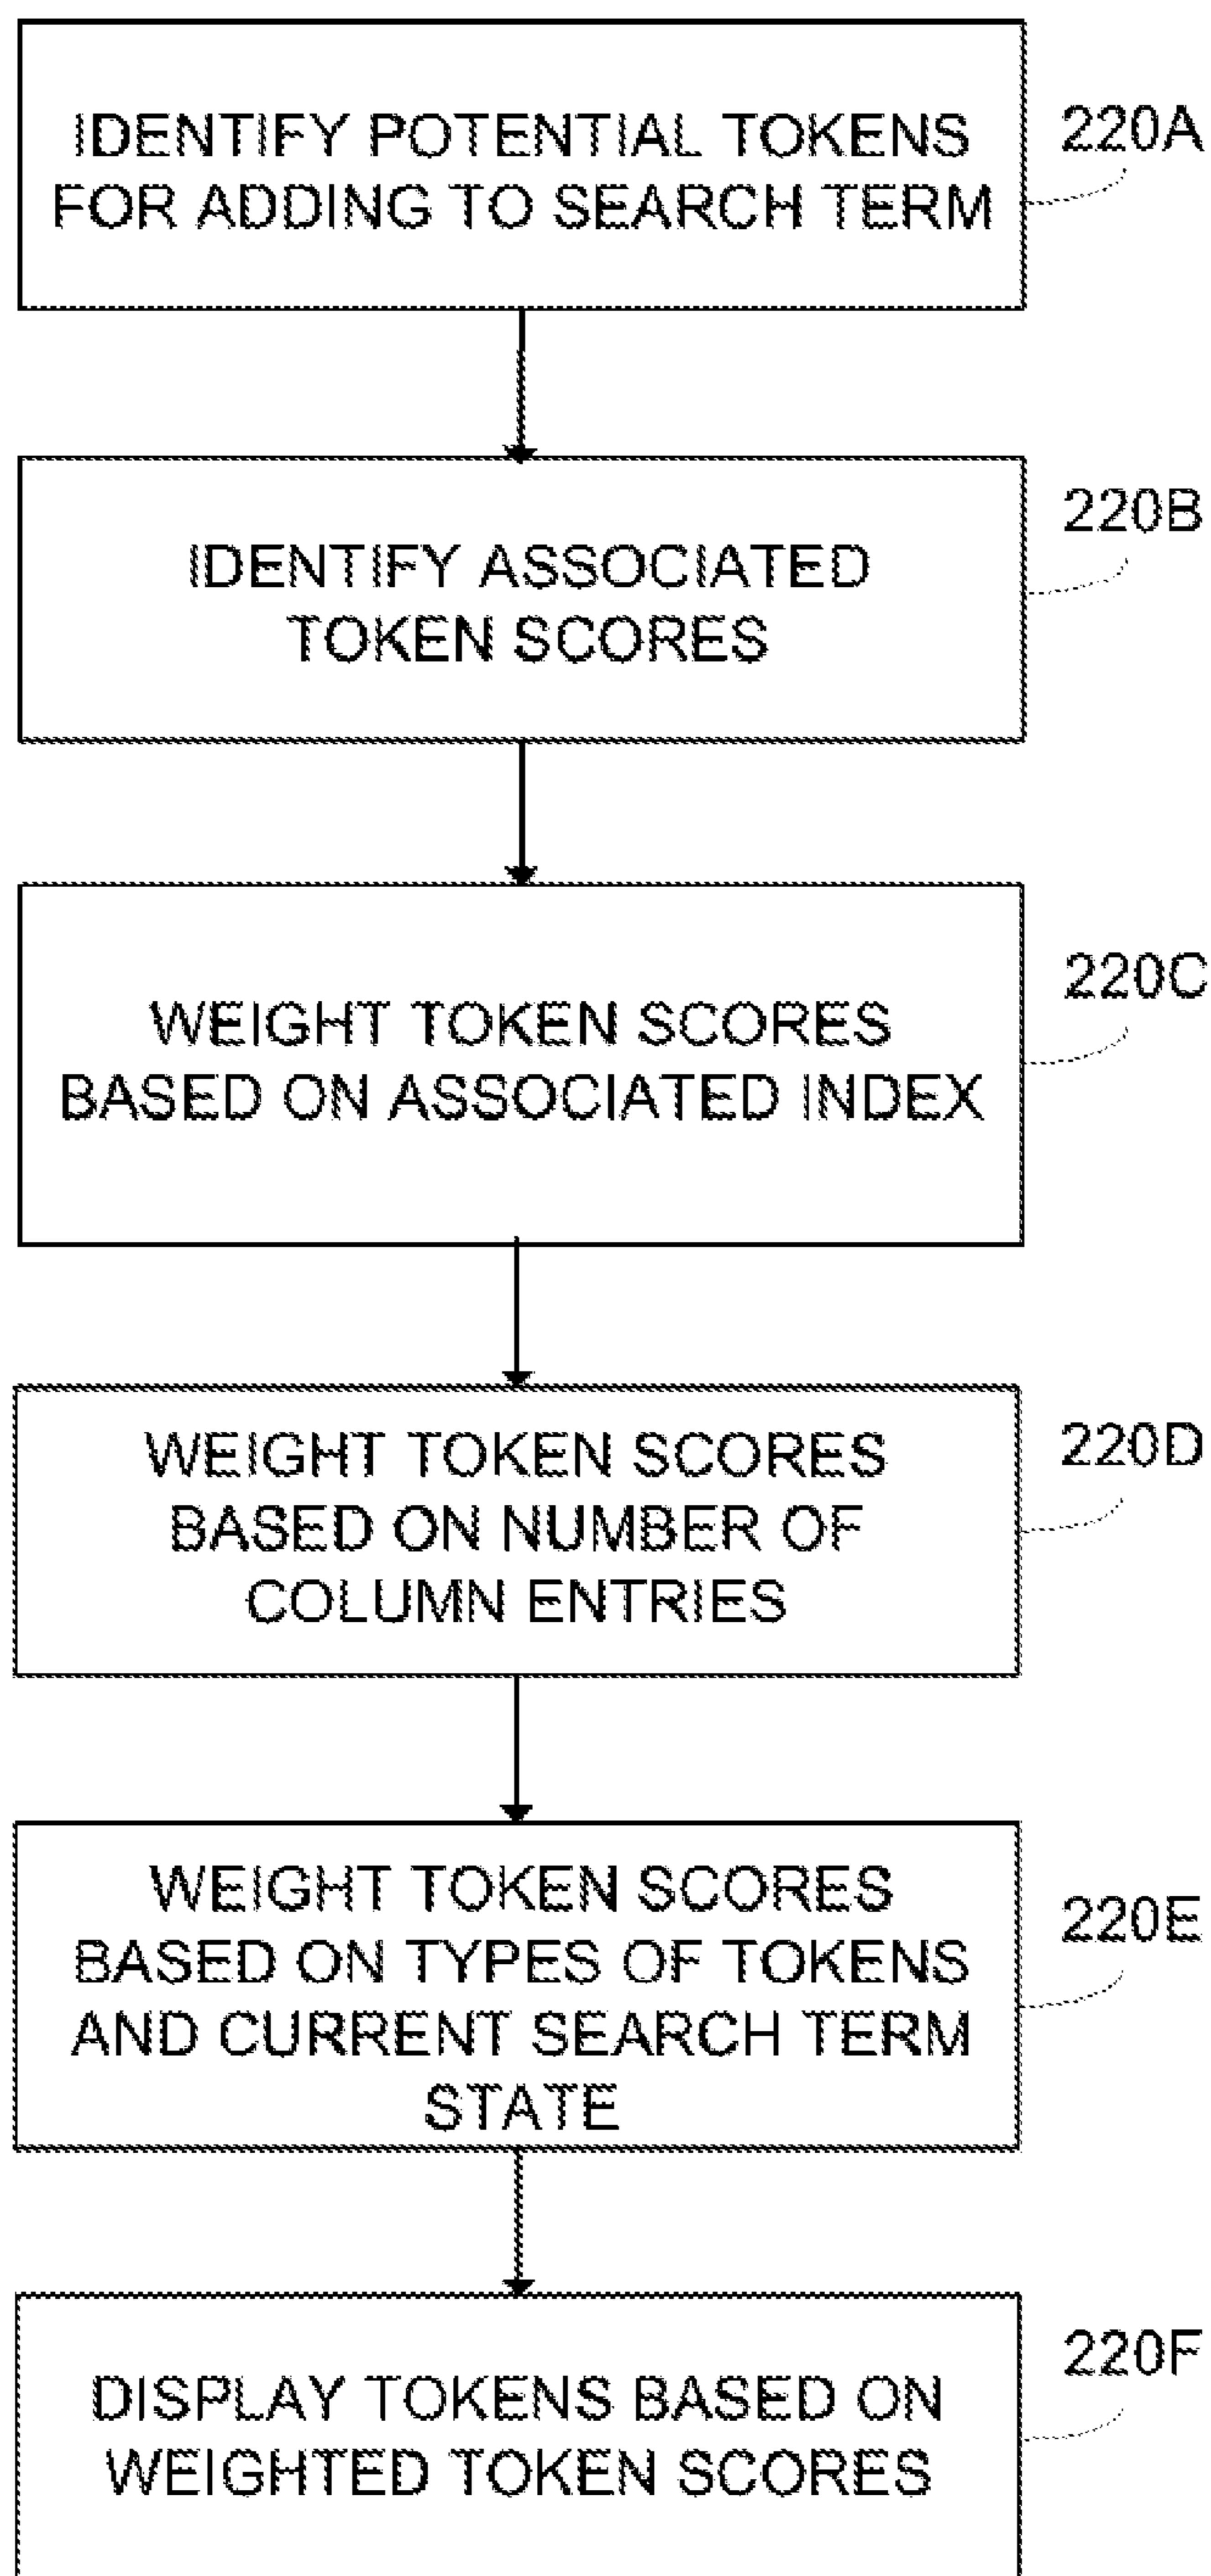 IDENTIFY POTENTIAL TOKENS
FOR ADDING TO SEARCH TERM
220A
IDENTIFY ASSOCIATED
TOKEN SCORES
220B
WEIGHT TOKEN SCORES
BASED ON ASSOCIATED INDEX
220C
WEIGHT TOKEN SCORES
BASED ON NUMBER OF
COLUMN ENTRIES
220D
WEIGHT TOKEN SCORES
BASED ON TYPES OF TOKENS
AND CURRENT SEARCH TERM
STATE
220E
DISPLAY TOKENS BASED ON
WEIGHTED TOKEN SCORES
220F